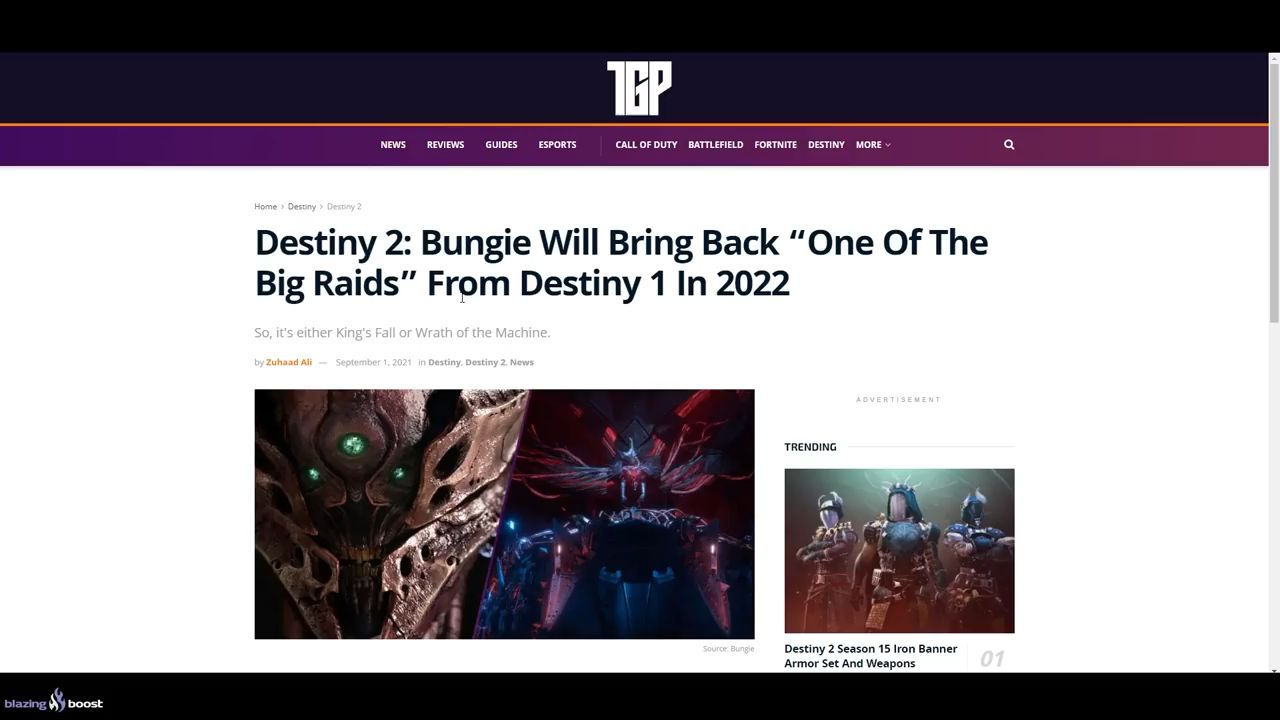 TGP
NEWS REVIEWS GUIDES ESPORTS CALL OF DUTY BATTLEFIELD FORTNITE DESTINY MORE
Home > Destiny > Destiny 2
Destiny 2: Bungie Will Bring Back “One Of The
Big Raids” From Destiny 1 In 2022
So, it's either King's Fall or Wrath of the Machine.
by Zuhaad Ali — September 1, 2021 in Destiny, Destiny 2, News
ADVERTISEMENT
TRENDING
Source: Bungie
Destiny 2 Season 15 Iron Banner
Armor Set And Weapons
01
blazing boost